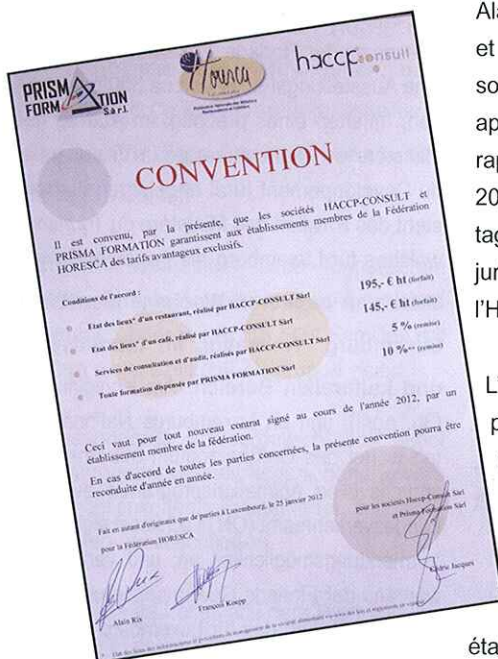 PRISMA
FORMATION
S.à r.l.
Horesca
haccp consult
CONVENTION
Il est convenu, par la présente, que les sociétés HACCP-CONSULT et
PRISMA FORMATION garantissent aux établissements membres de la Fédération
HORESCA des tarifs avantageux exclusifs.
Conditions de l'accord :
Etat des lieux* d'un restaurant, réalisé par HACCP-CONSULT Sàrl 195,- € ht (forfait)
Etat des lieux* d'un café, réalisé par HACCP-CONSULT Sàrl 145,- € ht (forfait)
Services de consultation et d'audit, réalisés par HACCP-CONSULT Sàrl 5 % (remise)
Toute formation dispensée par PRISMA FORMATION Sàrl 10 %** (remise)
Ceci vaut pour tout nouveau contrat signé au cours de l'année 2012, par un
établissement membre de la fédération.
En cas d'accord de toutes les parties concernées, la présente convention pourra être
reconduite d'année en année.
Fait en autant d'originaux que de parties à Luxembourg, le 25 janvier 2012
pour la Fédération HORESCA
pour les sociétés Haccp-Consult Sàrl
et Prisma Formation Sàrl
Alain Rix
François Koepp
Cédric Jacques
Ala
et
so
ap
rap
20
tag
jur
l'H
L'
p
éta